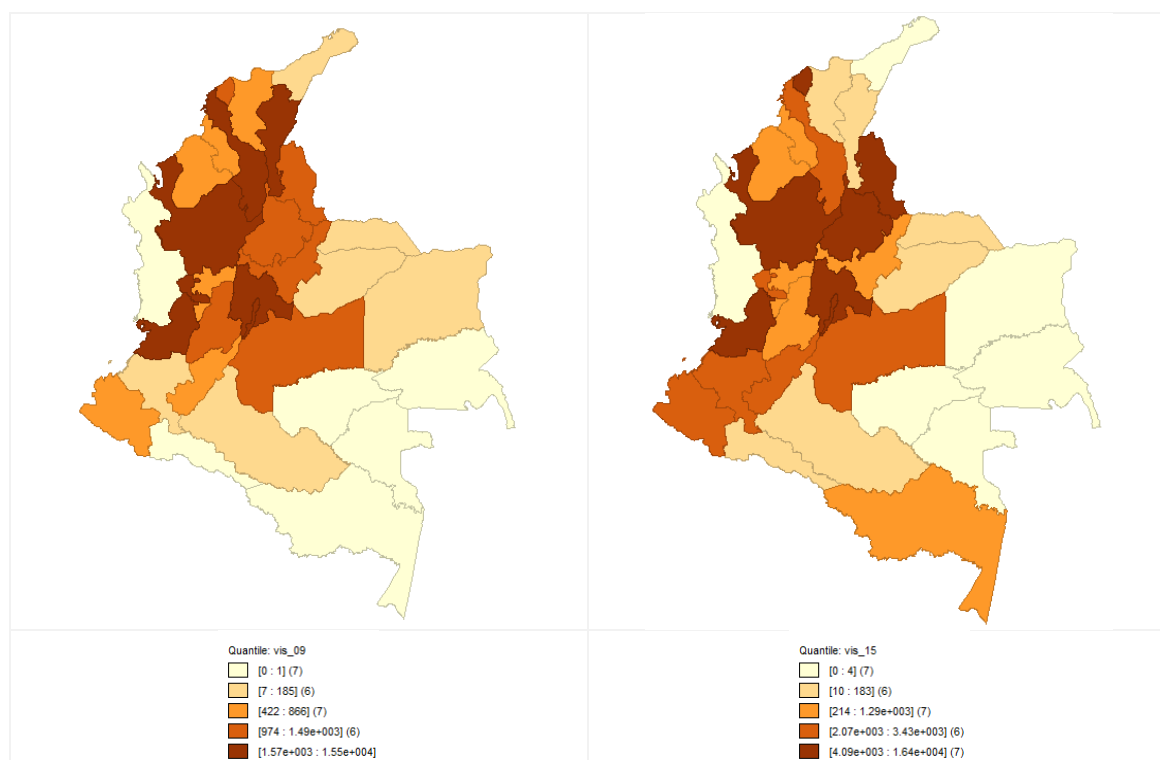 Quantile: vis_09
[0 : 1] (7)
[7 : 185] (6)
[422 : 866] (7)
[974 : 1.49e+003] (6)
[1.57e+003 : 1.55e+004]
Quantile: vis_15
[0 : 4] (7)
[10 : 183] (6)
[214 : 1.29e+003] (7)
[2.07e+003 : 3.43e+003] (6)
[4.09e+003 : 1.64e+004] (7)